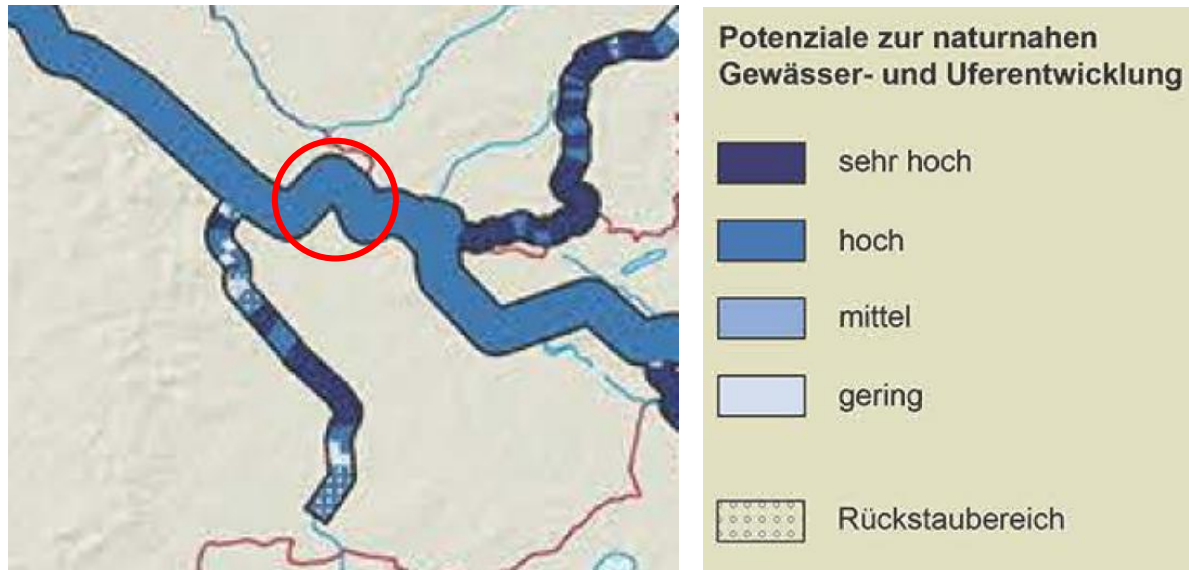 Potenziale zur naturnahen
Gewässer- und Uferentwicklung
sehr hoch
hoch
mittel
gering
Rückstaubereich